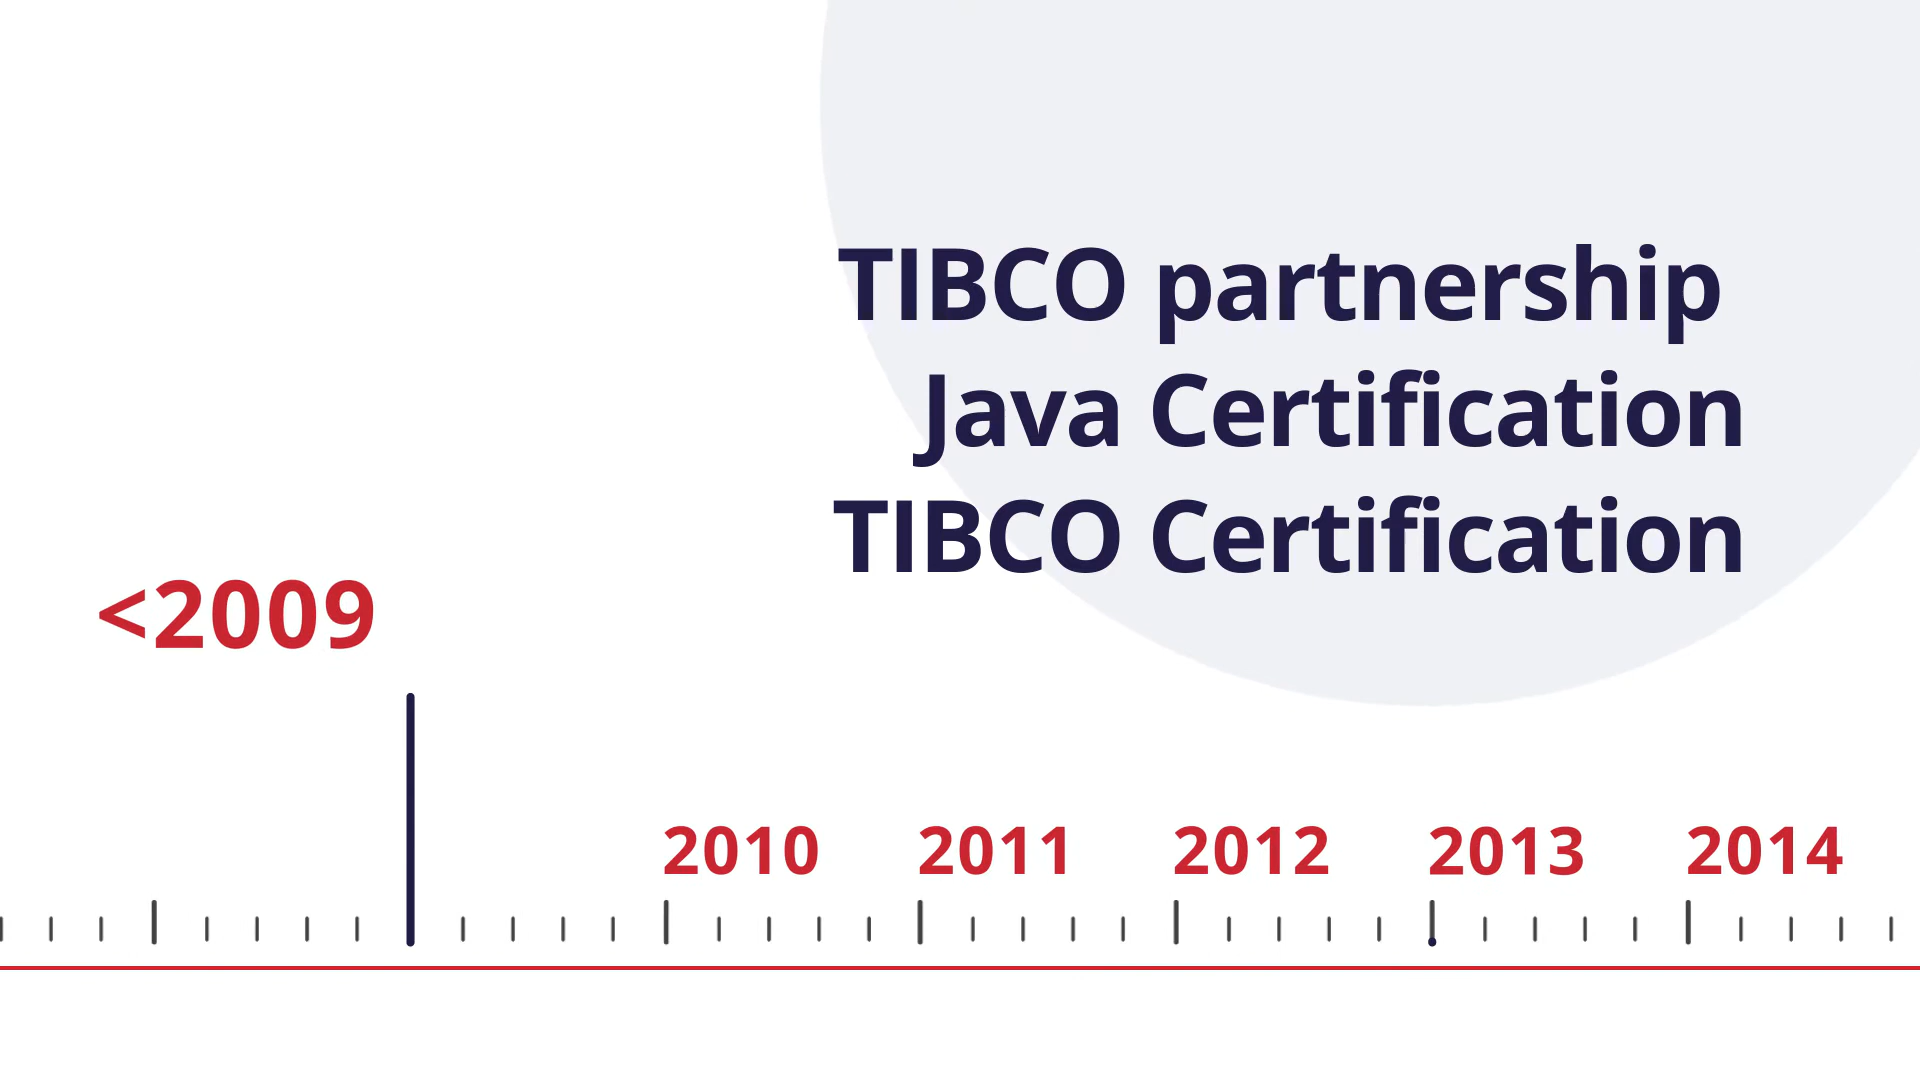 TIBCO partnership
Java Certification
TIBCO Certification
<2009
2010 2011 2012 2013 2014